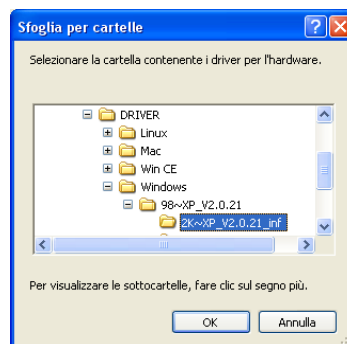 Sfoglia per cartelle
Selezionare la cartella contenente i driver per l'hardware.
DRIVER
Linux
Mac
Win CE
Windows
98~XP_V2.0.21
2K~XP_V2.0.21_inf
Per visualizzare le sottocartelle, fare clic sul segno più.
OK Annulla